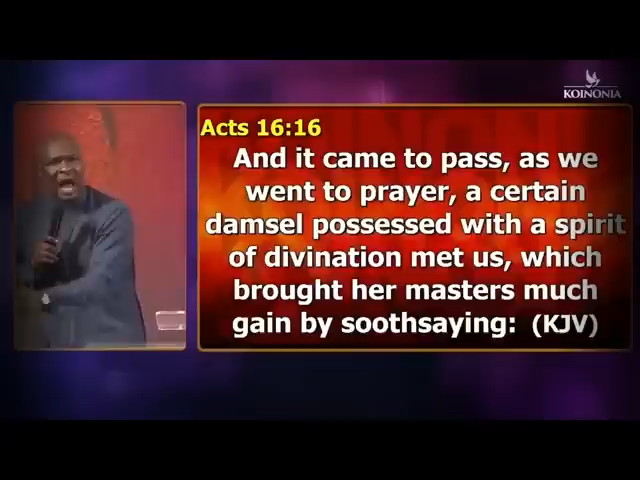 KOINONIA
Acts 16:16
And it came to pass, as we
went to prayer, a certain
damsel possessed with a spirit
of divination met us, which
brought her masters much
gain by soothsaying: (KJV)